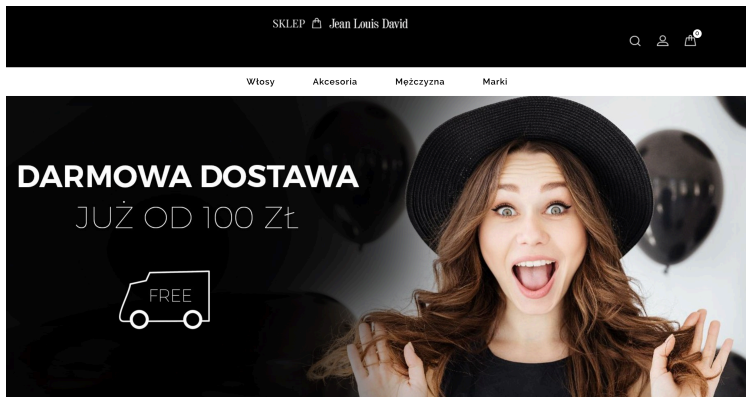 SKLEP Jean Louis David
0
Włosy Akcesoria Mężczyzna Marki
DARMOWA DOSTAWA
JUŻ OD 100 ZŁ
FREE